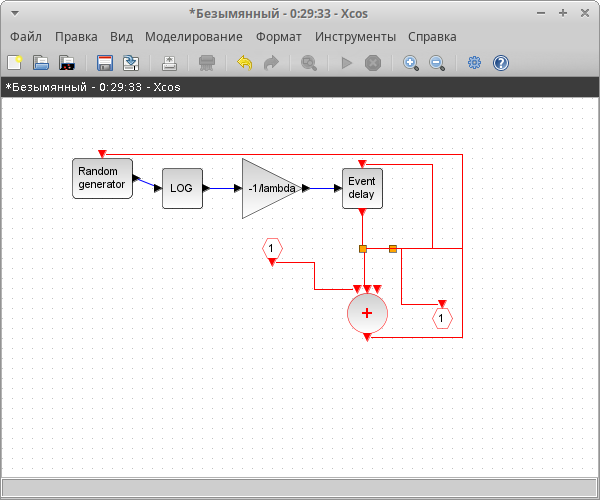 *Безымянный - 0:29:33 - Xcos
Файл Правка Вид Моделирование Формат Инструменты Справка
*Безымянный - 0:29:33 - Xcos
Random
generator
LOG
-1/lambda
Event
delay
1
+
1